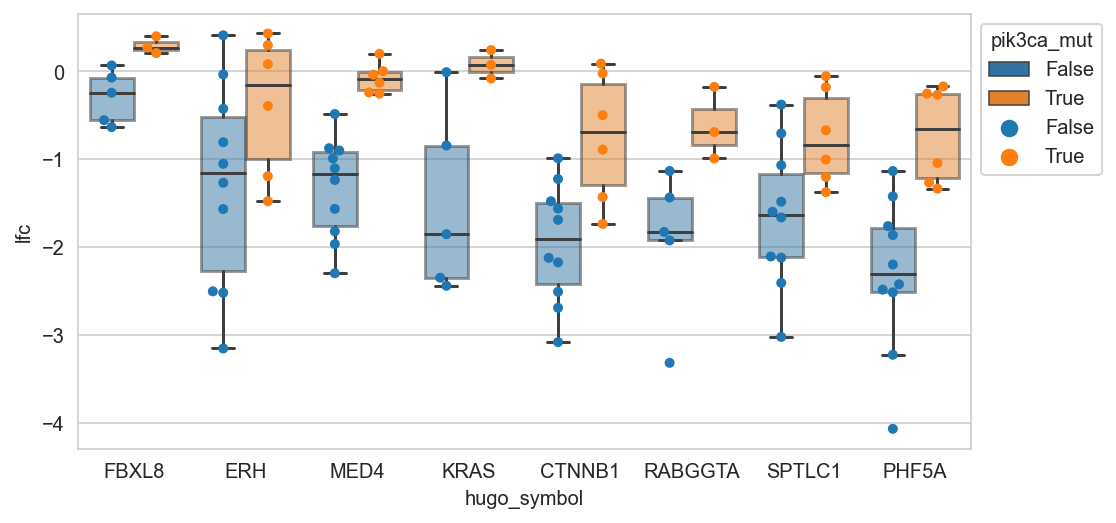 pik3ca_mut
False
True
False
True
0
−1
−2
−3
−4
lfc
FBXL8 ERH MED4 KRAS CTNNB1 RABGGTA SPTLC1 PHF5A
hugo_symbol